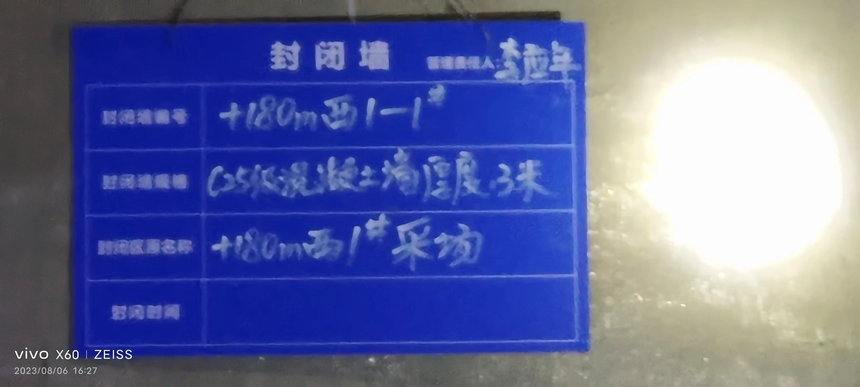 封闭墙 管理责任人:李应年
封闭墙编号 +180m西1-1#
封闭墙规格 C25级混凝土墙厚度3米
封闭区域名称 +180m西1#采场
封闭时间
vivo X60 | ZEISS
2023/08/06 16:27